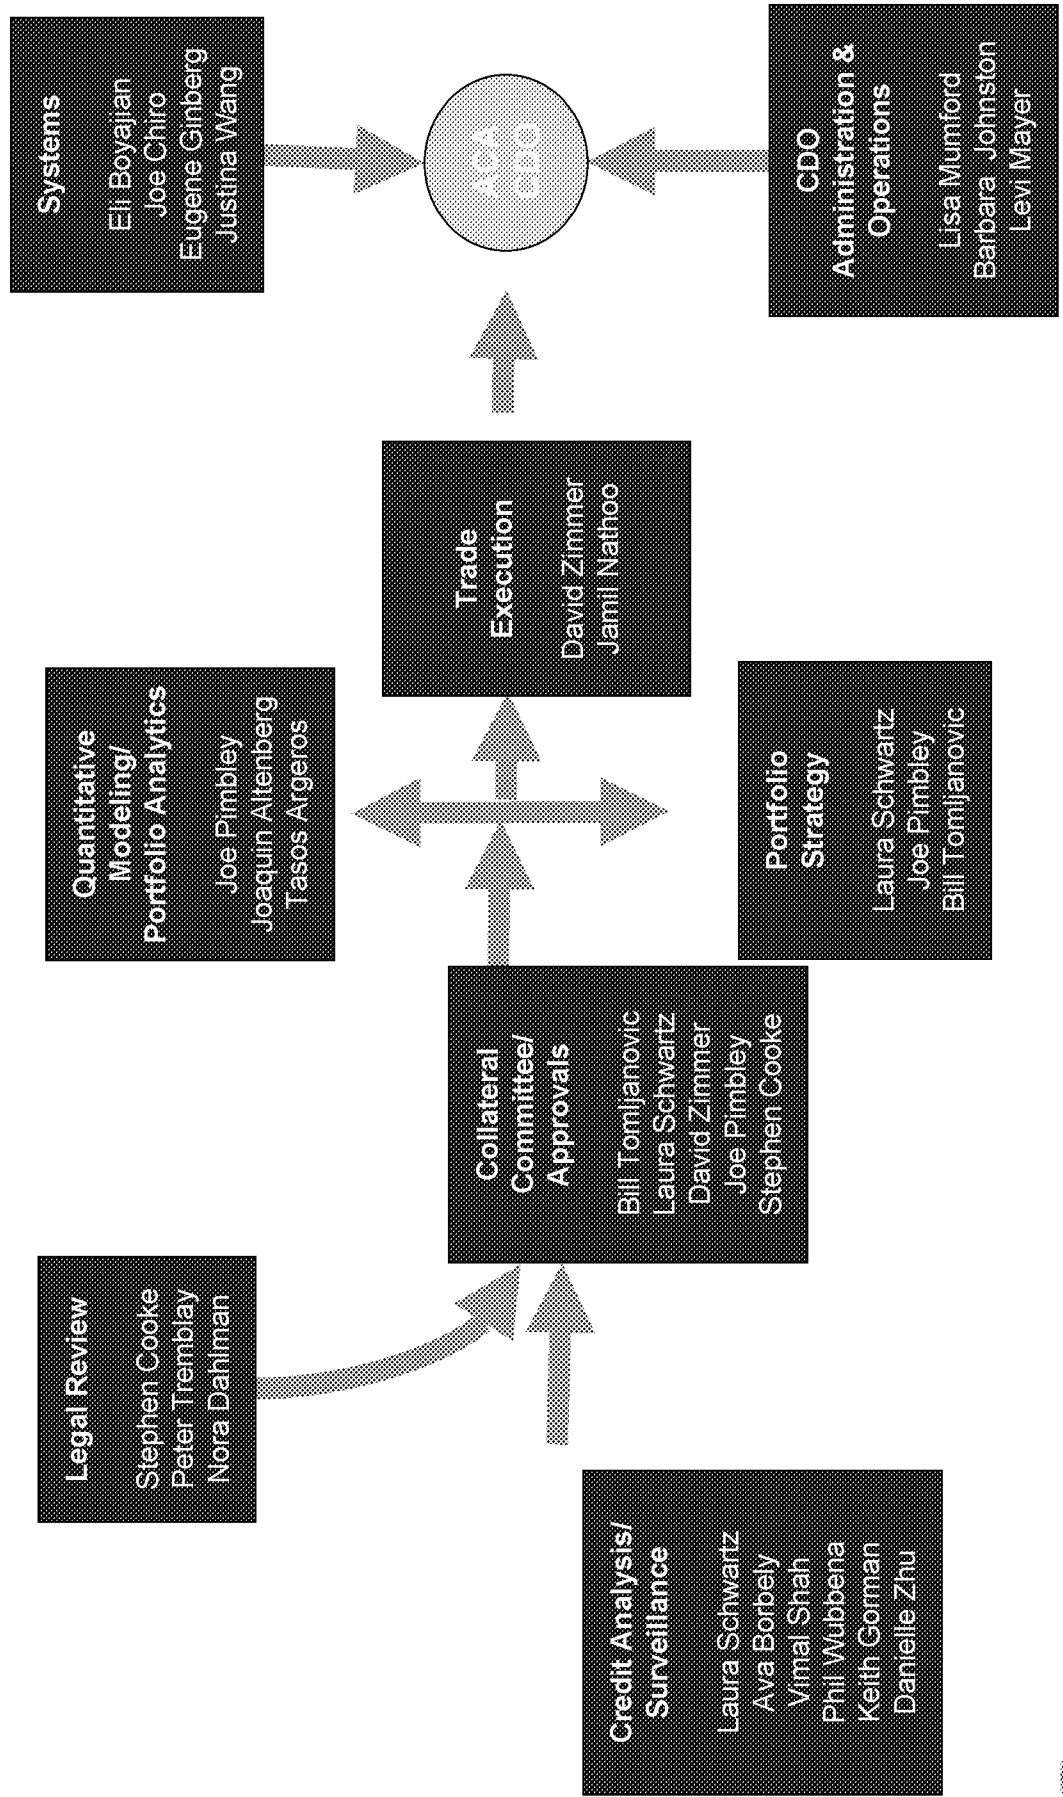 Legal Review
Stephen Cooke
Peter Tremblay
Nora Dahlman
Quantitative
Modeling/
Portfolio Analytics
Joe Pimbley
Joaquin Altenberg
Tasos Argeros
Systems
Eli Boyajian
Joe Chiro
Eugene Ginberg
Justina Wang
Credit Analysis/
Surveillance
Laura Schwartz
Ava Borbely
Vimal Shah
Phil Wubbena
Keith Gorman
Danielle Zhu
Collateral
Committee/
Approvals
Bill Tomljanovic
Laura Schwartz
David Zimmer
Joe Pimbley
Stephen Cooke
Trade
Execution
David Zimmer
Jamil Nathoo
ACA
CDO
Portfolio
Strategy
Laura Schwartz
Joe Pimbley
Bill Tomljanovic
CDO
Administration &
Operations
Lisa Mumford
Barbara Johnston
Levi Mayer